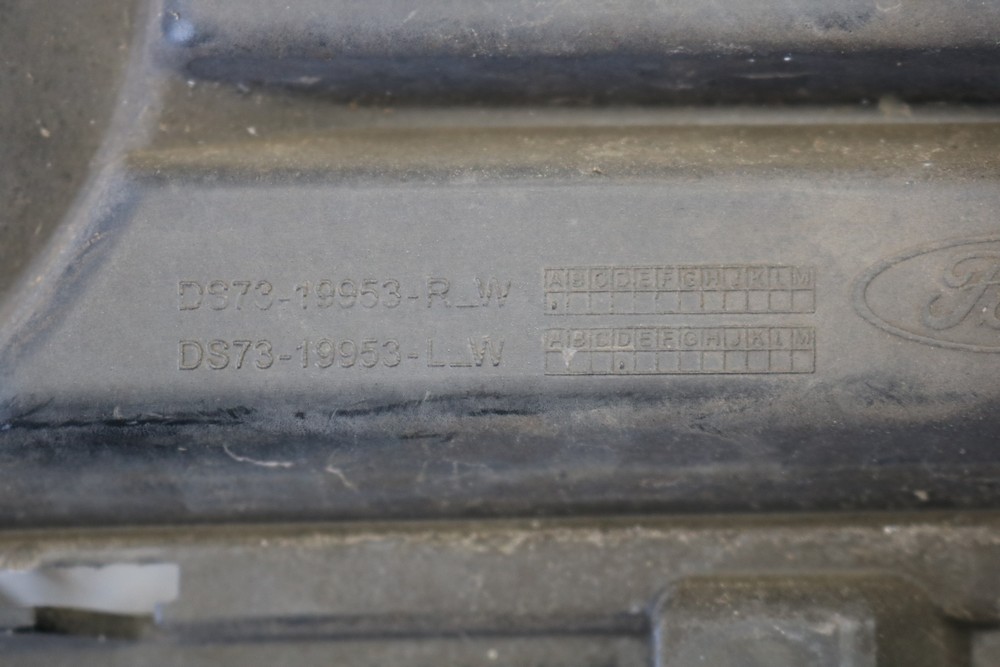 DS73-19953-R_W ABCDEFGHJKLM
DS73-19953-L_W ABCDEFGHJKLM